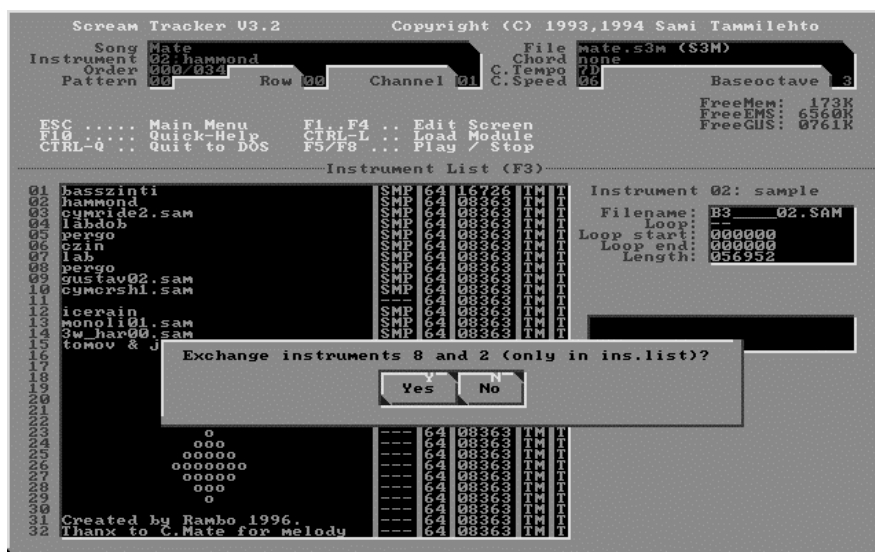 Scream Tracker V3.2 Copyright (C) 1993,1994 Sami Tammilehto
Song Mate File mate.s3m (S3M)
Instrument 02:hammond Chord none
Order 000/034 C.Tempo 7D
Pattern 00 Row 00 Channel 01 C.Speed 06 Baseoctave 3
FreeMem: 173K
FreeEMS: 6560K
FreeGUS: 0761K
ESC ..... Main Menu F1..F4 .. Edit Screen
F10 ..... Quick-Help CTRL-L .. Load Module
CTRL-Q .. Quit to DOS F5/F8 ... Play / Stop
Instrument List (F3)
01 basszinti SMP 64 16726 TM T
02 hammond SMP 64 08363 TM T
03 cymride2.sam SMP 64 08363 TM T
04 labdob SMP 64 08363 TM T
05 pergo SMP 64 08363 TM T
06 czin SMP 64 08363 TM T
07 lab SMP 64 08363 TM T
08 pergo SMP 64 08363 TM T
09 gustav02.sam SMP 64 08363 TM T
10 cymcrsh1.sam SMP 64 08363 TM T
11 --- 64 08363 TM T
12 icerain SMP 64 08363 TM T
13 monoli01.sam SMP 64 08363 TM T
14 3w_har00.sam SMP 64 08363 TM T
15 tomov & j
16
17
18
19
20
21
22
23 o --- 64 08363 TM T
24 ooo --- 64 08363 TM T
25 ooooo --- 64 08363 TM T
26 ooooooo --- 64 08363 TM T
27 ooooo --- 64 08363 TM T
28 ooo --- 64 08363 TM T
29 o --- 64 08363 TM T
30 --- 64 08363 TM T
31 Created by Rambo 1996. --- 64 08363 TM T
32 Thanx to C.Mate for melody --- 64 08363 TM T
Instrument 02: sample
Filename: B3____02.SAM
Loop: --
Loop start: 000000
Loop end: 000000
Length: 056952
Exchange instruments 8 and 2 (only in ins.list)?
Y N
Yes No